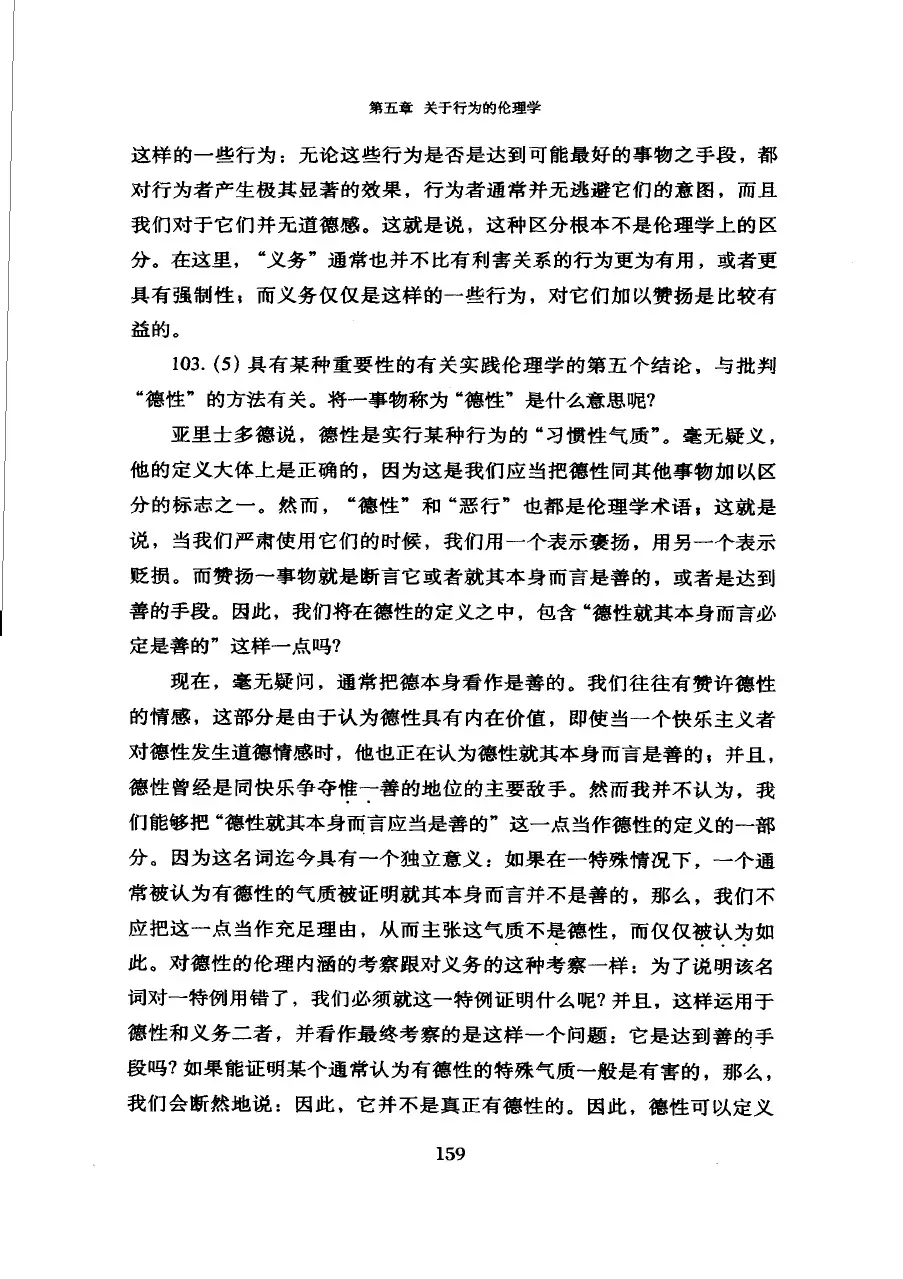 第五章 关于行为的伦理学
这样的一些行为：无论这些行为是否是达到可能最好的事物之手段，都
对行为者产生极其显著的效果，行为者通常并无逃避它们的意图，而且
我们对于它们并无道德感。这就是说，这种区分根本不是伦理学上的区
分。在这里，“义务”通常也并不比有利害关系的行为更为有用，或者更
具有强制性；而义务仅仅是这样的一些行为，对它们加以赞扬是比较有
益的。
103. (5) 具有某种重要性的有关实践伦理学的第五个结论，与批判
“德性”的方法有关。将一事物称为“德性”是什么意思呢？
亚里士多德说，德性是实行某种行为的“习惯性气质”。毫无疑义，
他的定义大体上是正确的，因为这是我们应当把德性同其他事物加以区
分的标志之一。然而，“德性”和“恶行”也都是伦理学术语；这就是
说，当我们严肃使用它们的时候，我们用一个表示褒扬，用另一个表示
贬损。而赞扬一事物就是断言它或者就其本身而言是善的，或者是达到
善的手段。因此，我们将在德性的定义之中，包含“德性就其本身而言必
定是善的”这样一点吗？
现在，毫无疑问，通常把德本身看作是善的。我们往往有赞许德性
的情感，这部分是由于认为德性具有内在价值，即使当一个快乐主义者
对德性发生道德情感时，他也正在认为德性就其本身而言是善的；并且，
德性曾经是同快乐争夺惟一善的地位的主要敌手。然而我并不认为，我
们能够把“德性就其本身而言应当是善的”这一点当作德性的定义的一部
分。因为这名词迄今具有一个独立意义：如果在一特殊情况下，一个通
常被认为有德性的气质被证明就其本身而言并不是善的，那么，我们不
应把这一点当作充足理由，从而主张这气质不是德性，而仅仅被认为如
此。对德性的伦理内涵的考察跟对义务的这种考察一样：为了说明该名
词对一特例用错了，我们必须就这一特例证明什么呢？并且，这样运用于
德性和义务二者，并看作最终考察的是这样一个问题：它是达到善的手
段吗？如果能证明某个通常认为有德性的特殊气质一般是有害的，那么，
我们会断然地说：因此，它并不是真正有德性的。因此，德性可以定义
159